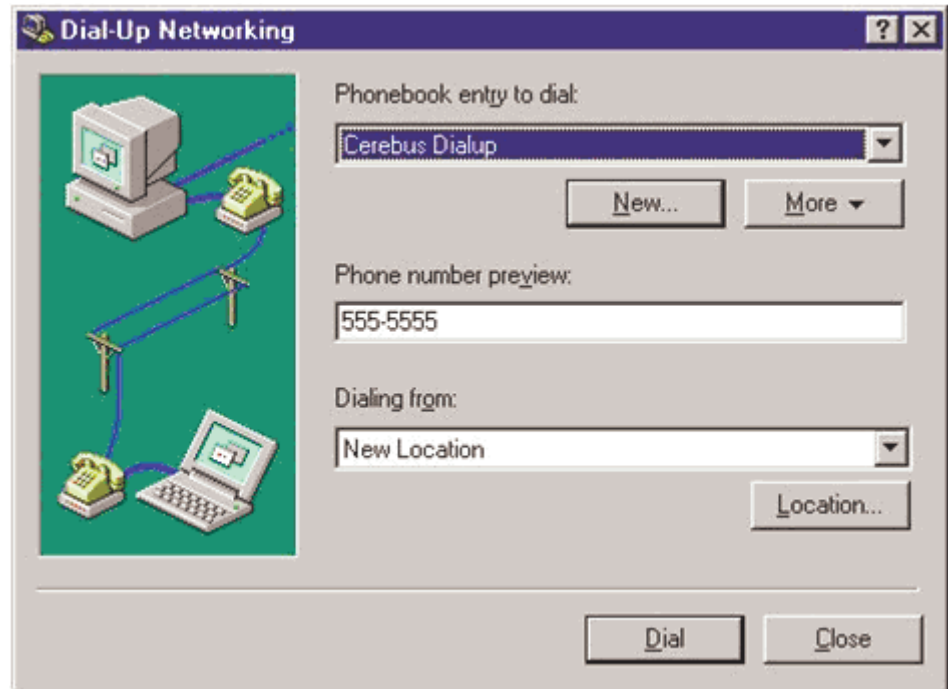 Dial-Up Networking
Phonebook entry to dial:
Cerebus Dialup
New...
More
Phone number preview:
555-5555
Dialing from:
New Location
Location...
Dial
Close